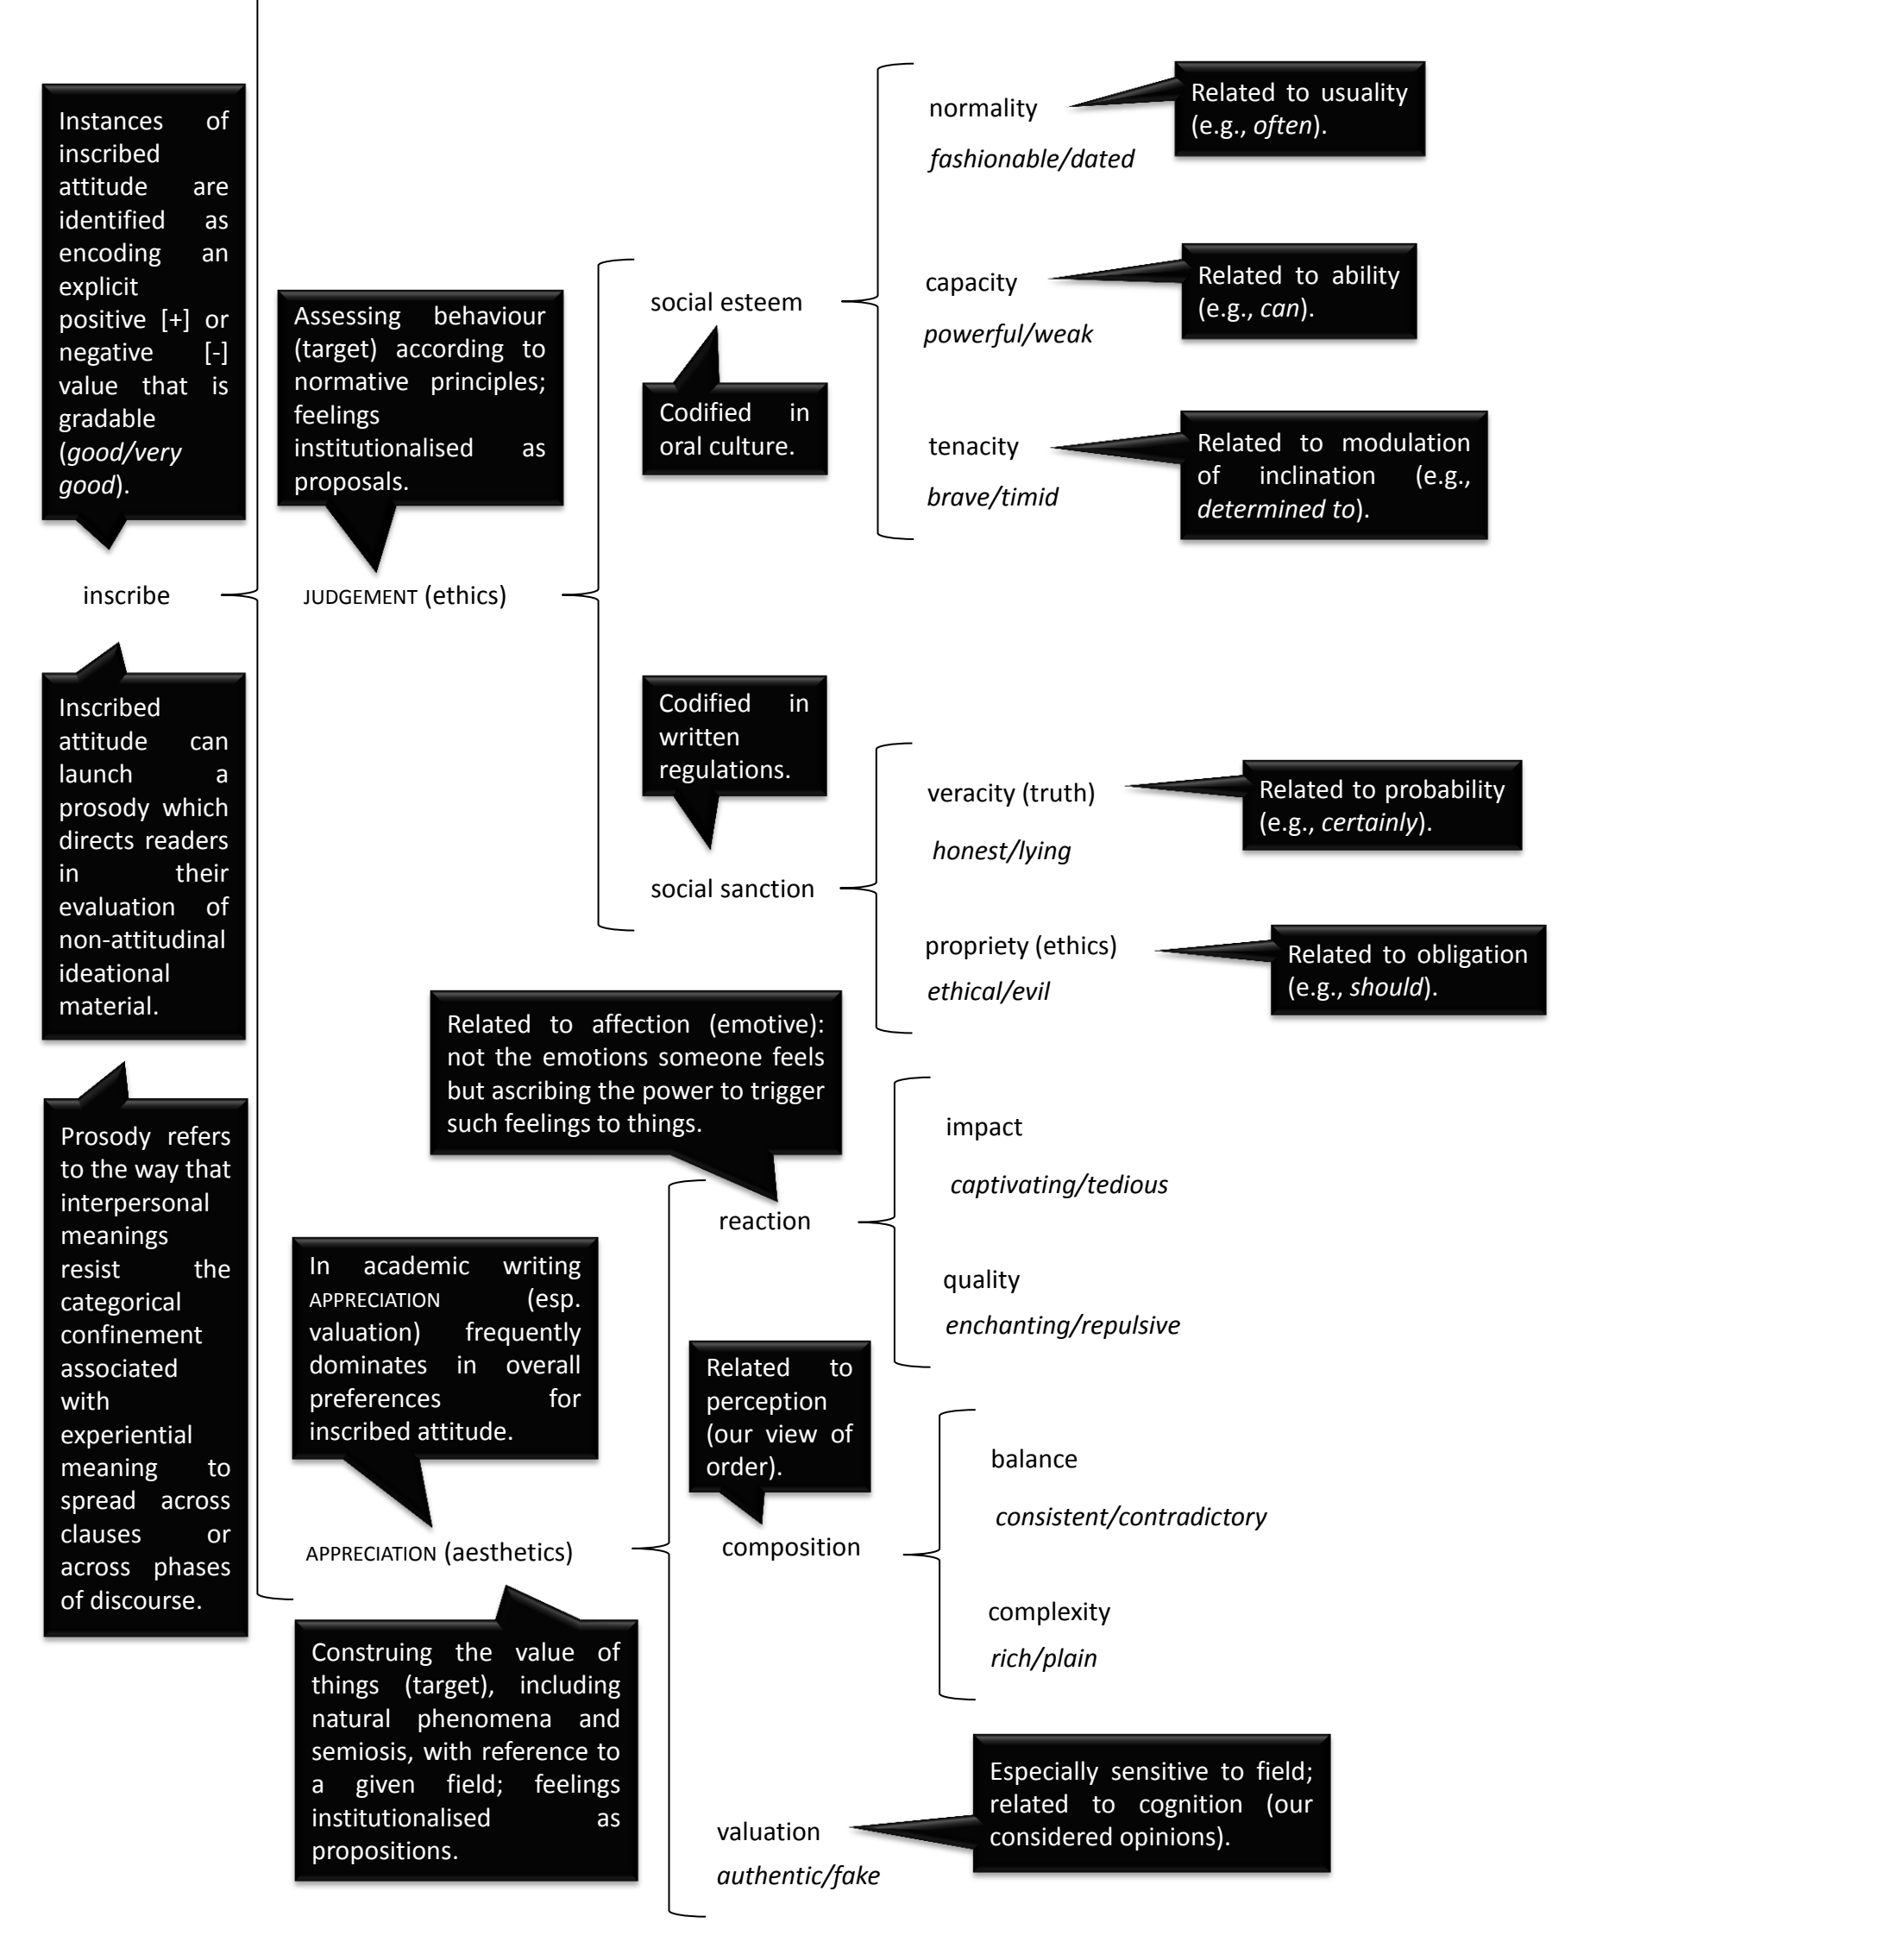 Instances of
inscribed
attitude are
identified as
encoding an
explicit
positive [+] or
negative [-]
value that is
gradable
(good/very
good).
inscribe
Inscribed
attitude can
launch a
prosody which
directs readers
in their
evaluation of
non-attitudinal
ideational
material.
Prosody refers
to the way that
interpersonal
meanings
resist the
categorical
confinement
associated
with
experiential
meaning to
spread across
clauses or
across phases
of discourse.
Assessing behaviour
(target) according to
normative principles;
feelings
institutionalised as
proposals.
JUDGEMENT (ethics)
social esteem
Codified in
oral culture.
normality
fashionable/dated
Related to usuality
(e.g., often).
capacity
powerful/weak
Related to ability
(e.g., can).
tenacity
brave/timid
Related to modulation
of inclination (e.g.,
determined to).
Codified in
written
regulations.
social sanction
veracity (truth)
honest/lying
Related to probability
(e.g., certainly).
propriety (ethics)
ethical/evil
Related to obligation
(e.g., should).
In academic writing
APPRECIATION (esp.
valuation) frequently
dominates in overall
preferences for
inscribed attitude.
APPRECIATION (aesthetics)
Construing the value of
things (target), including
natural phenomena and
semiosis, with reference to
a given field; feelings
institutionalised as
propositions.
Related to affection (emotive):
not the emotions someone feels
but ascribing the power to trigger
such feelings to things.
reaction
impact
captivating/tedious
quality
enchanting/repulsive
Related to
perception
(our view of
order).
composition
balance
consistent/contradictory
complexity
rich/plain
valuation
authentic/fake
Especially sensitive to field;
related to cognition (our
considered opinions).